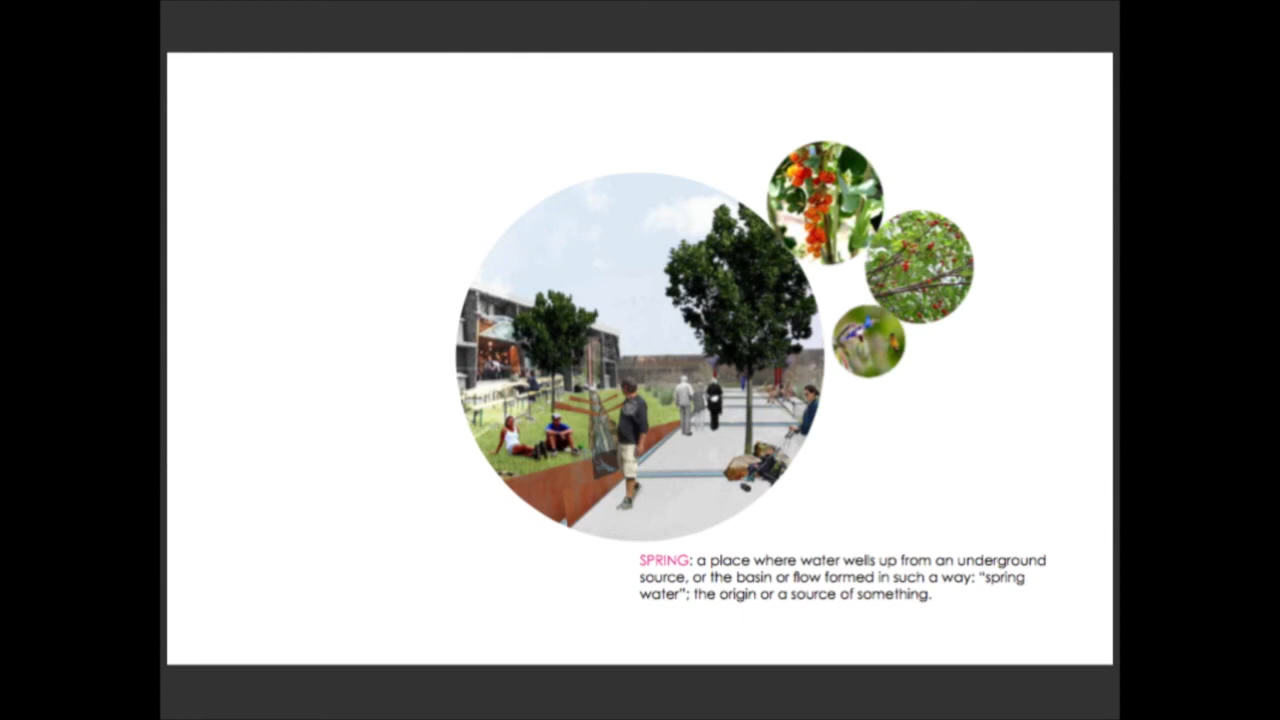 SPRING: a place where water wells up from an underground
source, or the basin or flow formed in such a way: “spring
water”; the origin or a source of something.